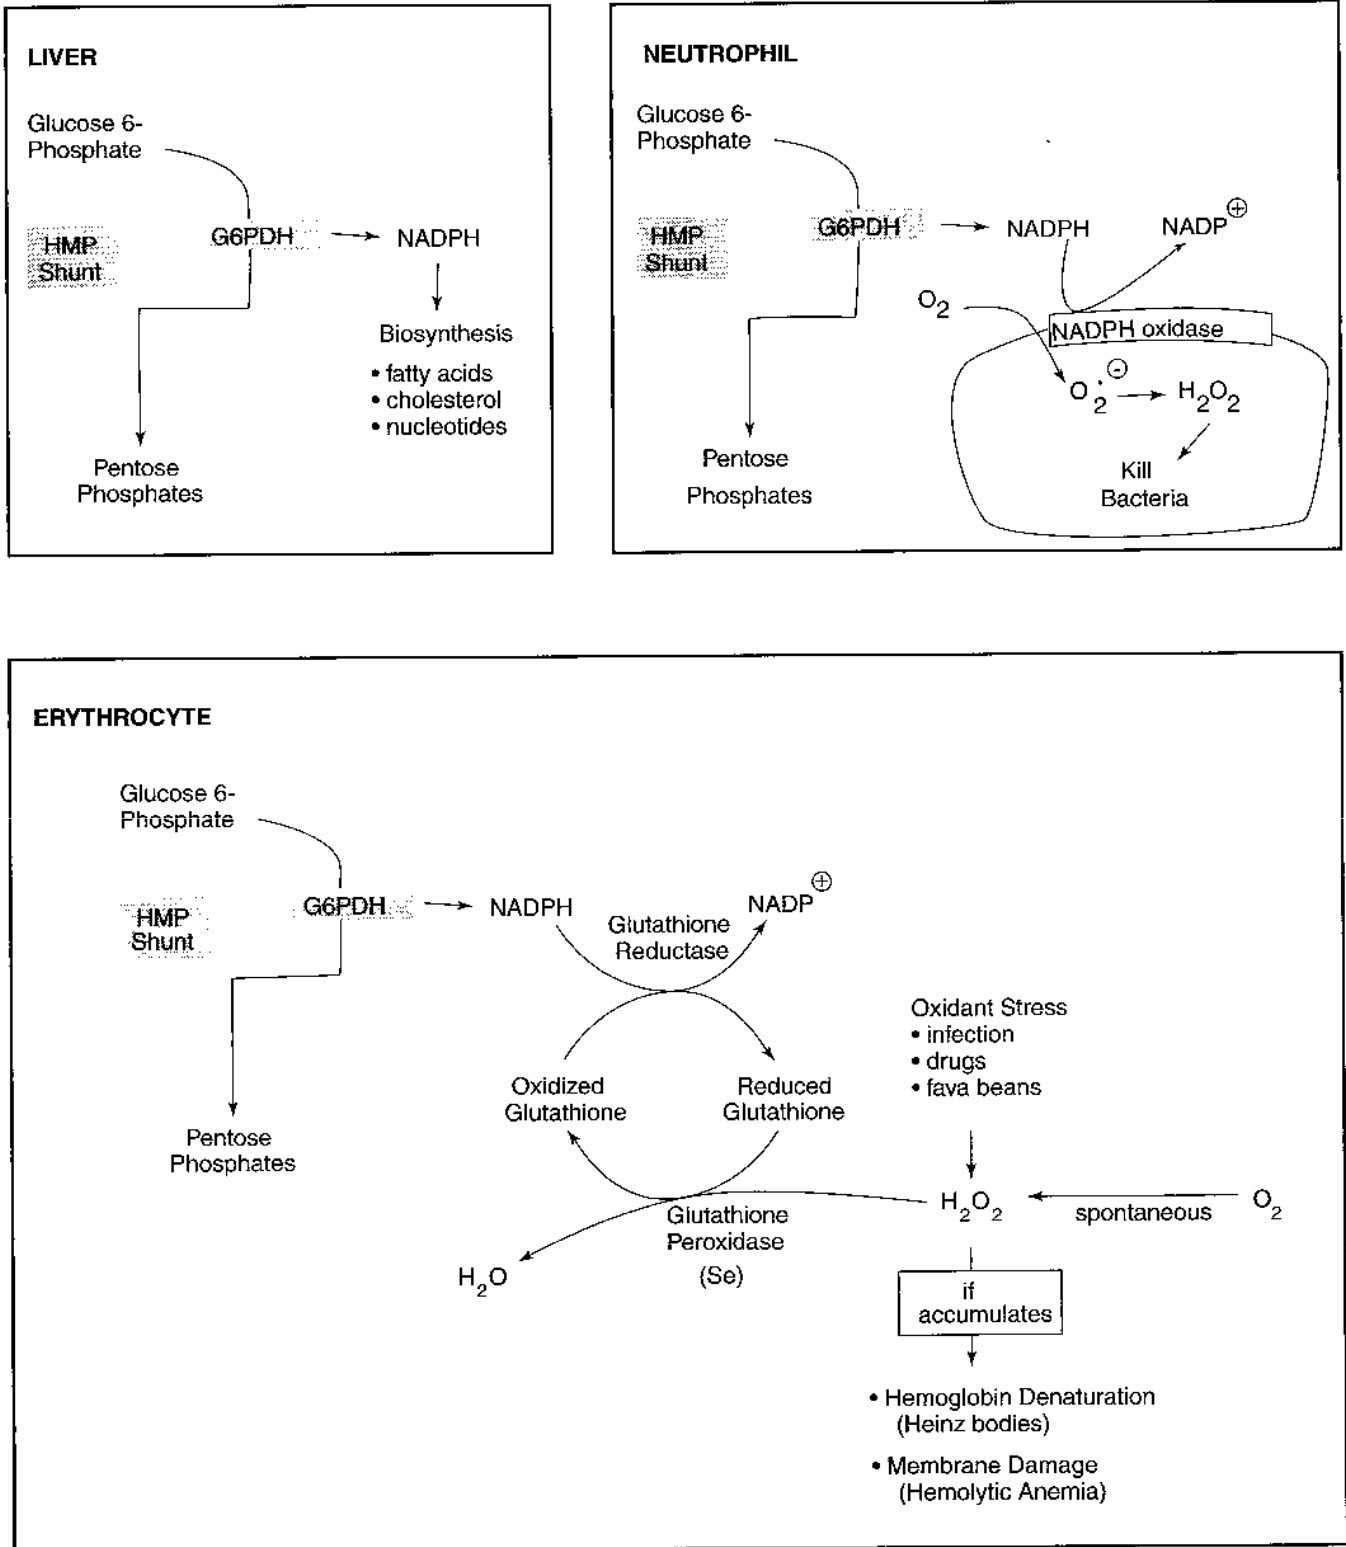 LIVER
Glucose 6-
Phosphate
HMP
Shunt
G6PDH
NADPH
Biosynthesis
• fatty acids
• cholesterol
• nucleotides
Pentose
Phosphates
NEUTROPHIL
Glucose 6-
Phosphate
HMP
Shunt
G6PDH
NADPH
NADP⊕
O₂
NADPH oxidase
O₂·⊖
H₂O₂
Kill
Bacteria
Pentose
Phosphates
ERYTHROCYTE
Glucose 6-
Phosphate
HMP
Shunt
G6PDH
NADPH
NADP⊕
Glutathione
Reductase
Oxidized
Glutathione
Reduced
Glutathione
Oxidant Stress
• infection
• drugs
• fava beans
Pentose
Phosphates
Glutathione
Peroxidase
(Se)
H₂O
H₂O₂
spontaneous
O₂
if
accumulates
• Hemoglobin Denaturation
(Heinz bodies)
• Membrane Damage
(Hemolytic Anemia)